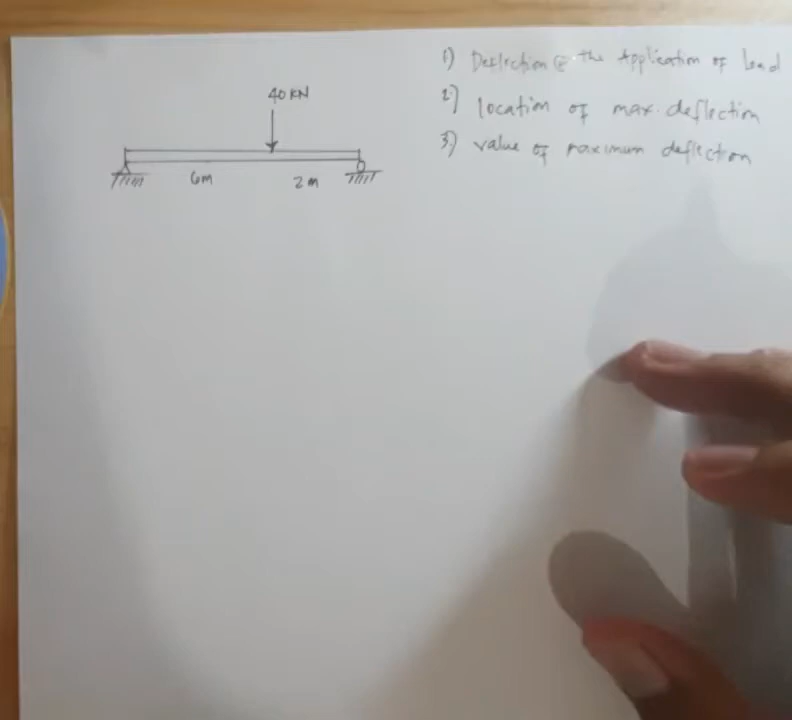 1) Deflection @ the Application of load
2) location of max. deflection
3) value of maximum deflection
40 KN
6m
2m